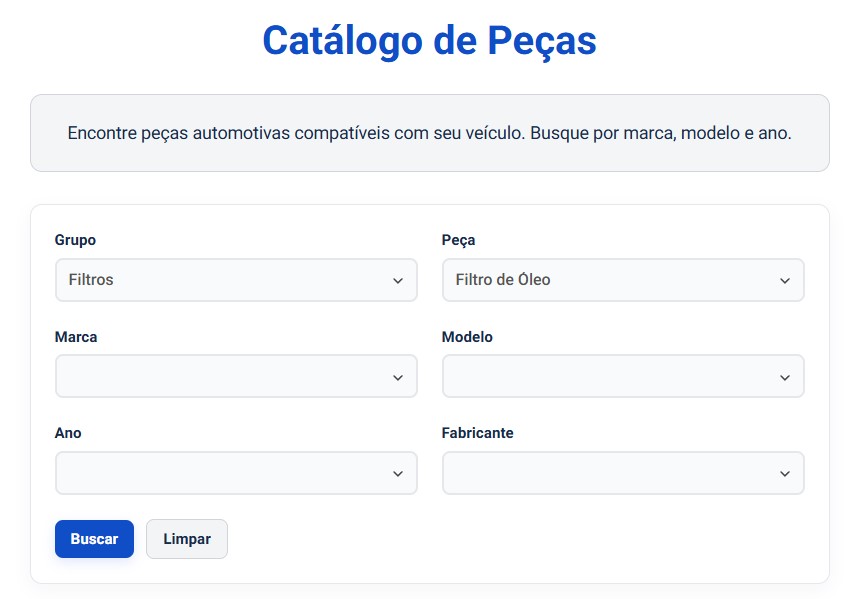 Catálogo de Peças
Encontre peças automotivas compatíveis com seu veículo. Busque por marca, modelo e ano.
Grupo
Peça
Filtros
Filtro de Óleo
Marca
Modelo
Ano
Fabricante
Buscar
Limpar